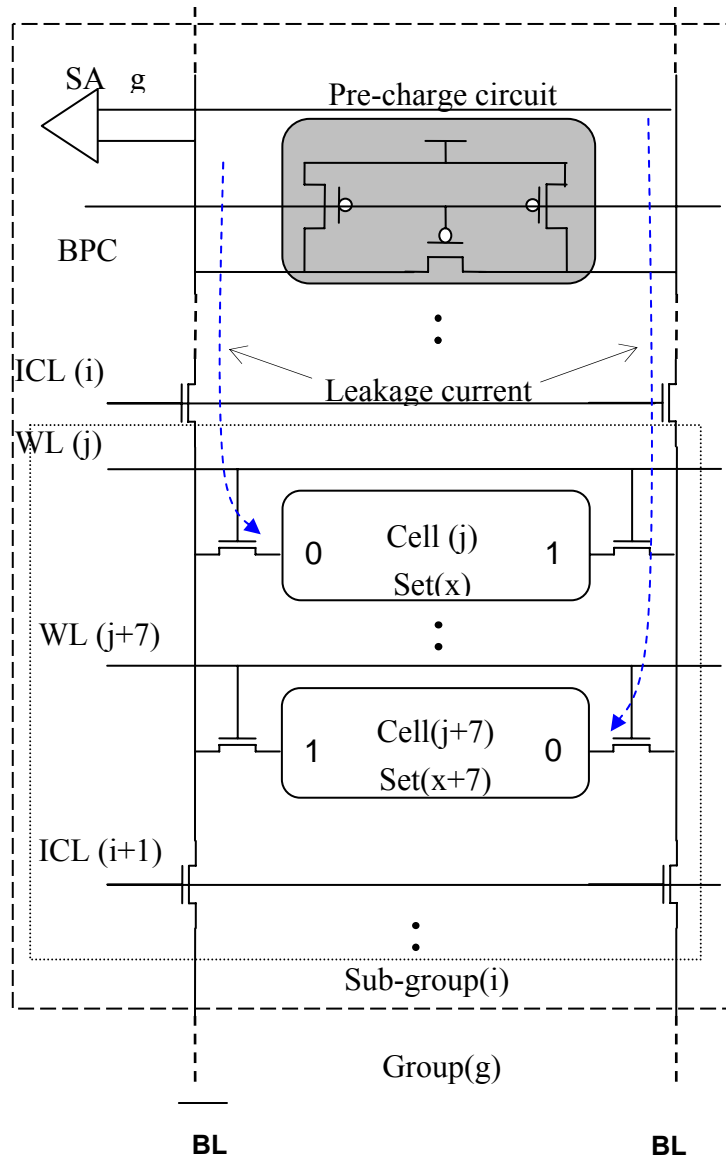 SA g
Pre-charge circuit
BPC
ICL (i)
Leakage current
WL (j)
0 Cell (j) 1
Set(x)
WL (j+7)
1 Cell(j+7) 0
Set(x+7)
ICL (i+1)
Sub-group(i)
Group(g)
BL BL